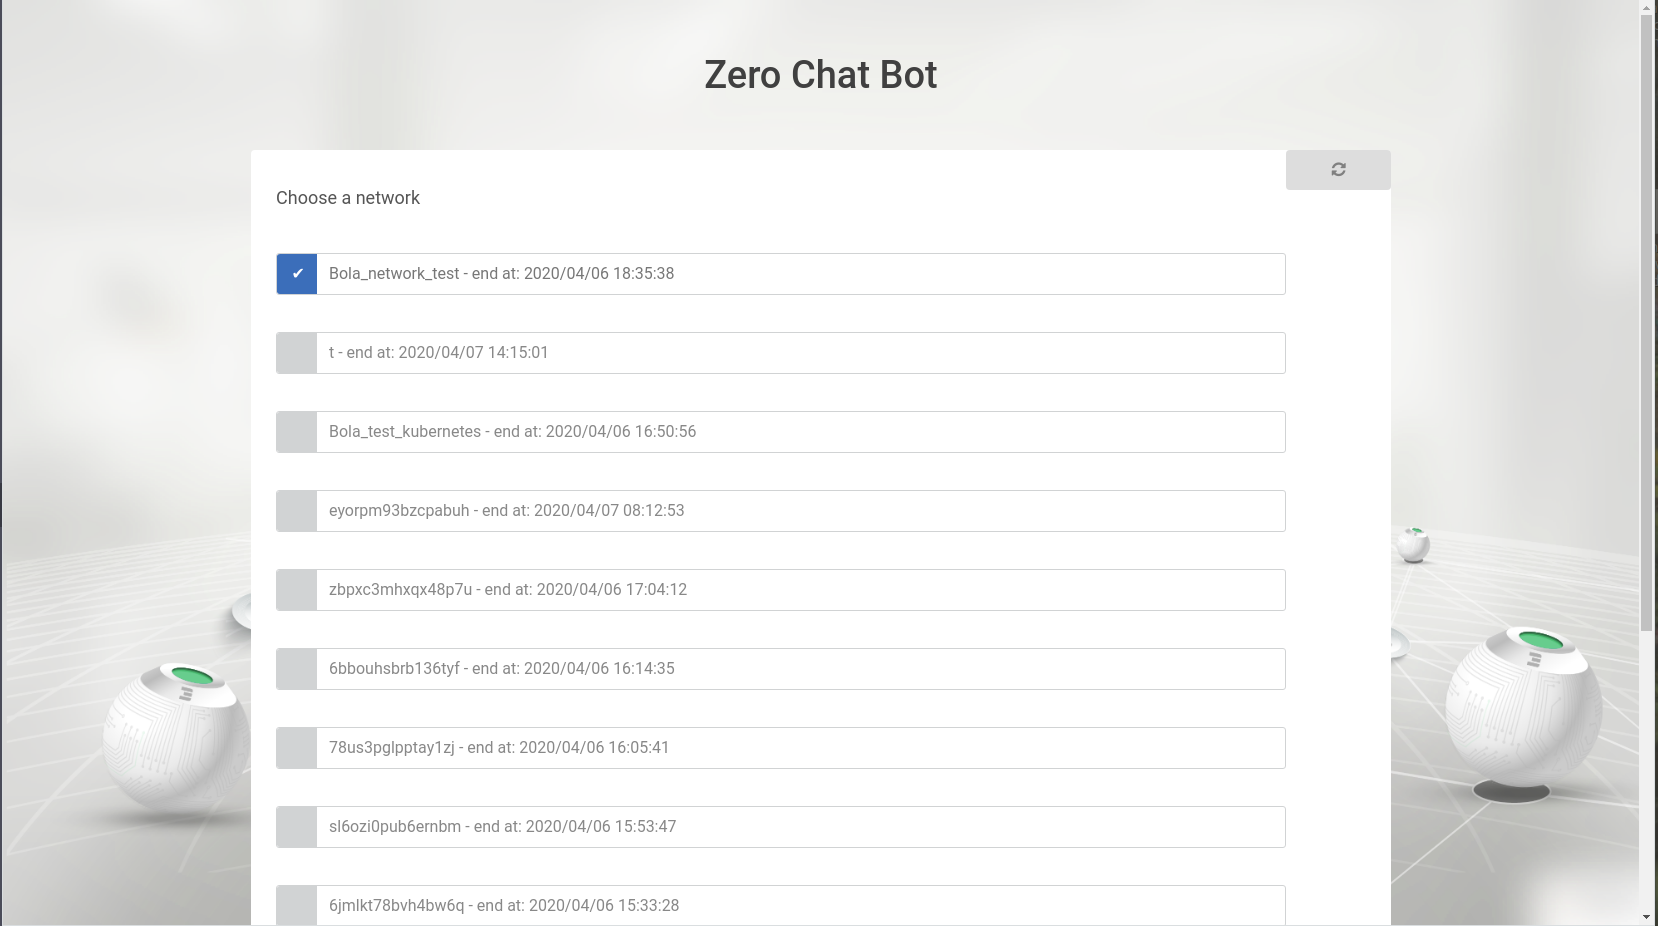 Zero Chat Bot
Choose a network
✔ Bola_network_test - end at: 2020/04/06 18:35:38
t - end at: 2020/04/07 14:15:01
Bola_test_kubernetes - end at: 2020/04/06 16:50:56
eyorpm93bzcpabuh - end at: 2020/04/07 08:12:53
zbpxc3mhxqx48p7u - end at: 2020/04/06 17:04:12
6bbouhsbrb136tyf - end at: 2020/04/06 16:14:35
78us3pglpptay1zj - end at: 2020/04/06 16:05:41
sl6ozi0pub6ernbm - end at: 2020/04/06 15:53:47
6jmlkt78bvh4bw6q - end at: 2020/04/06 15:33:28